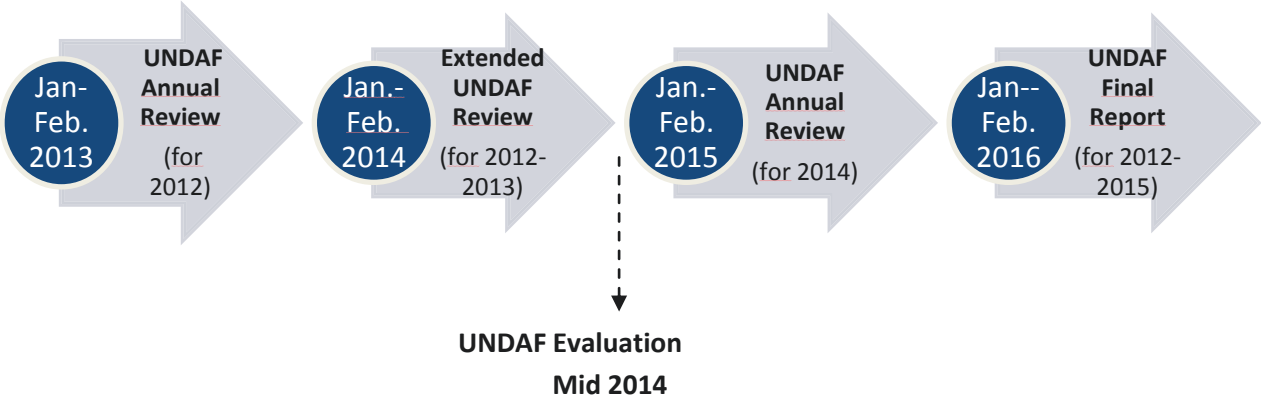 Jan-
Feb.
2013
UNDAF
Annual
Review
(for
2012)
Jan.-
Feb.
2014
Extended
UNDAF
Review
(for 2012-
2013)
Jan.-
Feb.
2015
UNDAF
Annual
Review
(for 2014)
Jan--
Feb.
2016
UNDAF
Final
Report
(for 2012-
2015)
UNDAF Evaluation
Mid 2014